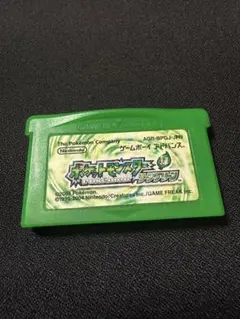 The Pokémon Company AGB-BPGJ-JPN
Nintendo ゲームボーイアドバンス
ポケットモンスター
リーフグリーン
©2004 Pokémon.
©1995-2004 Nintendo/Creatures inc./GAME FREAK inc.